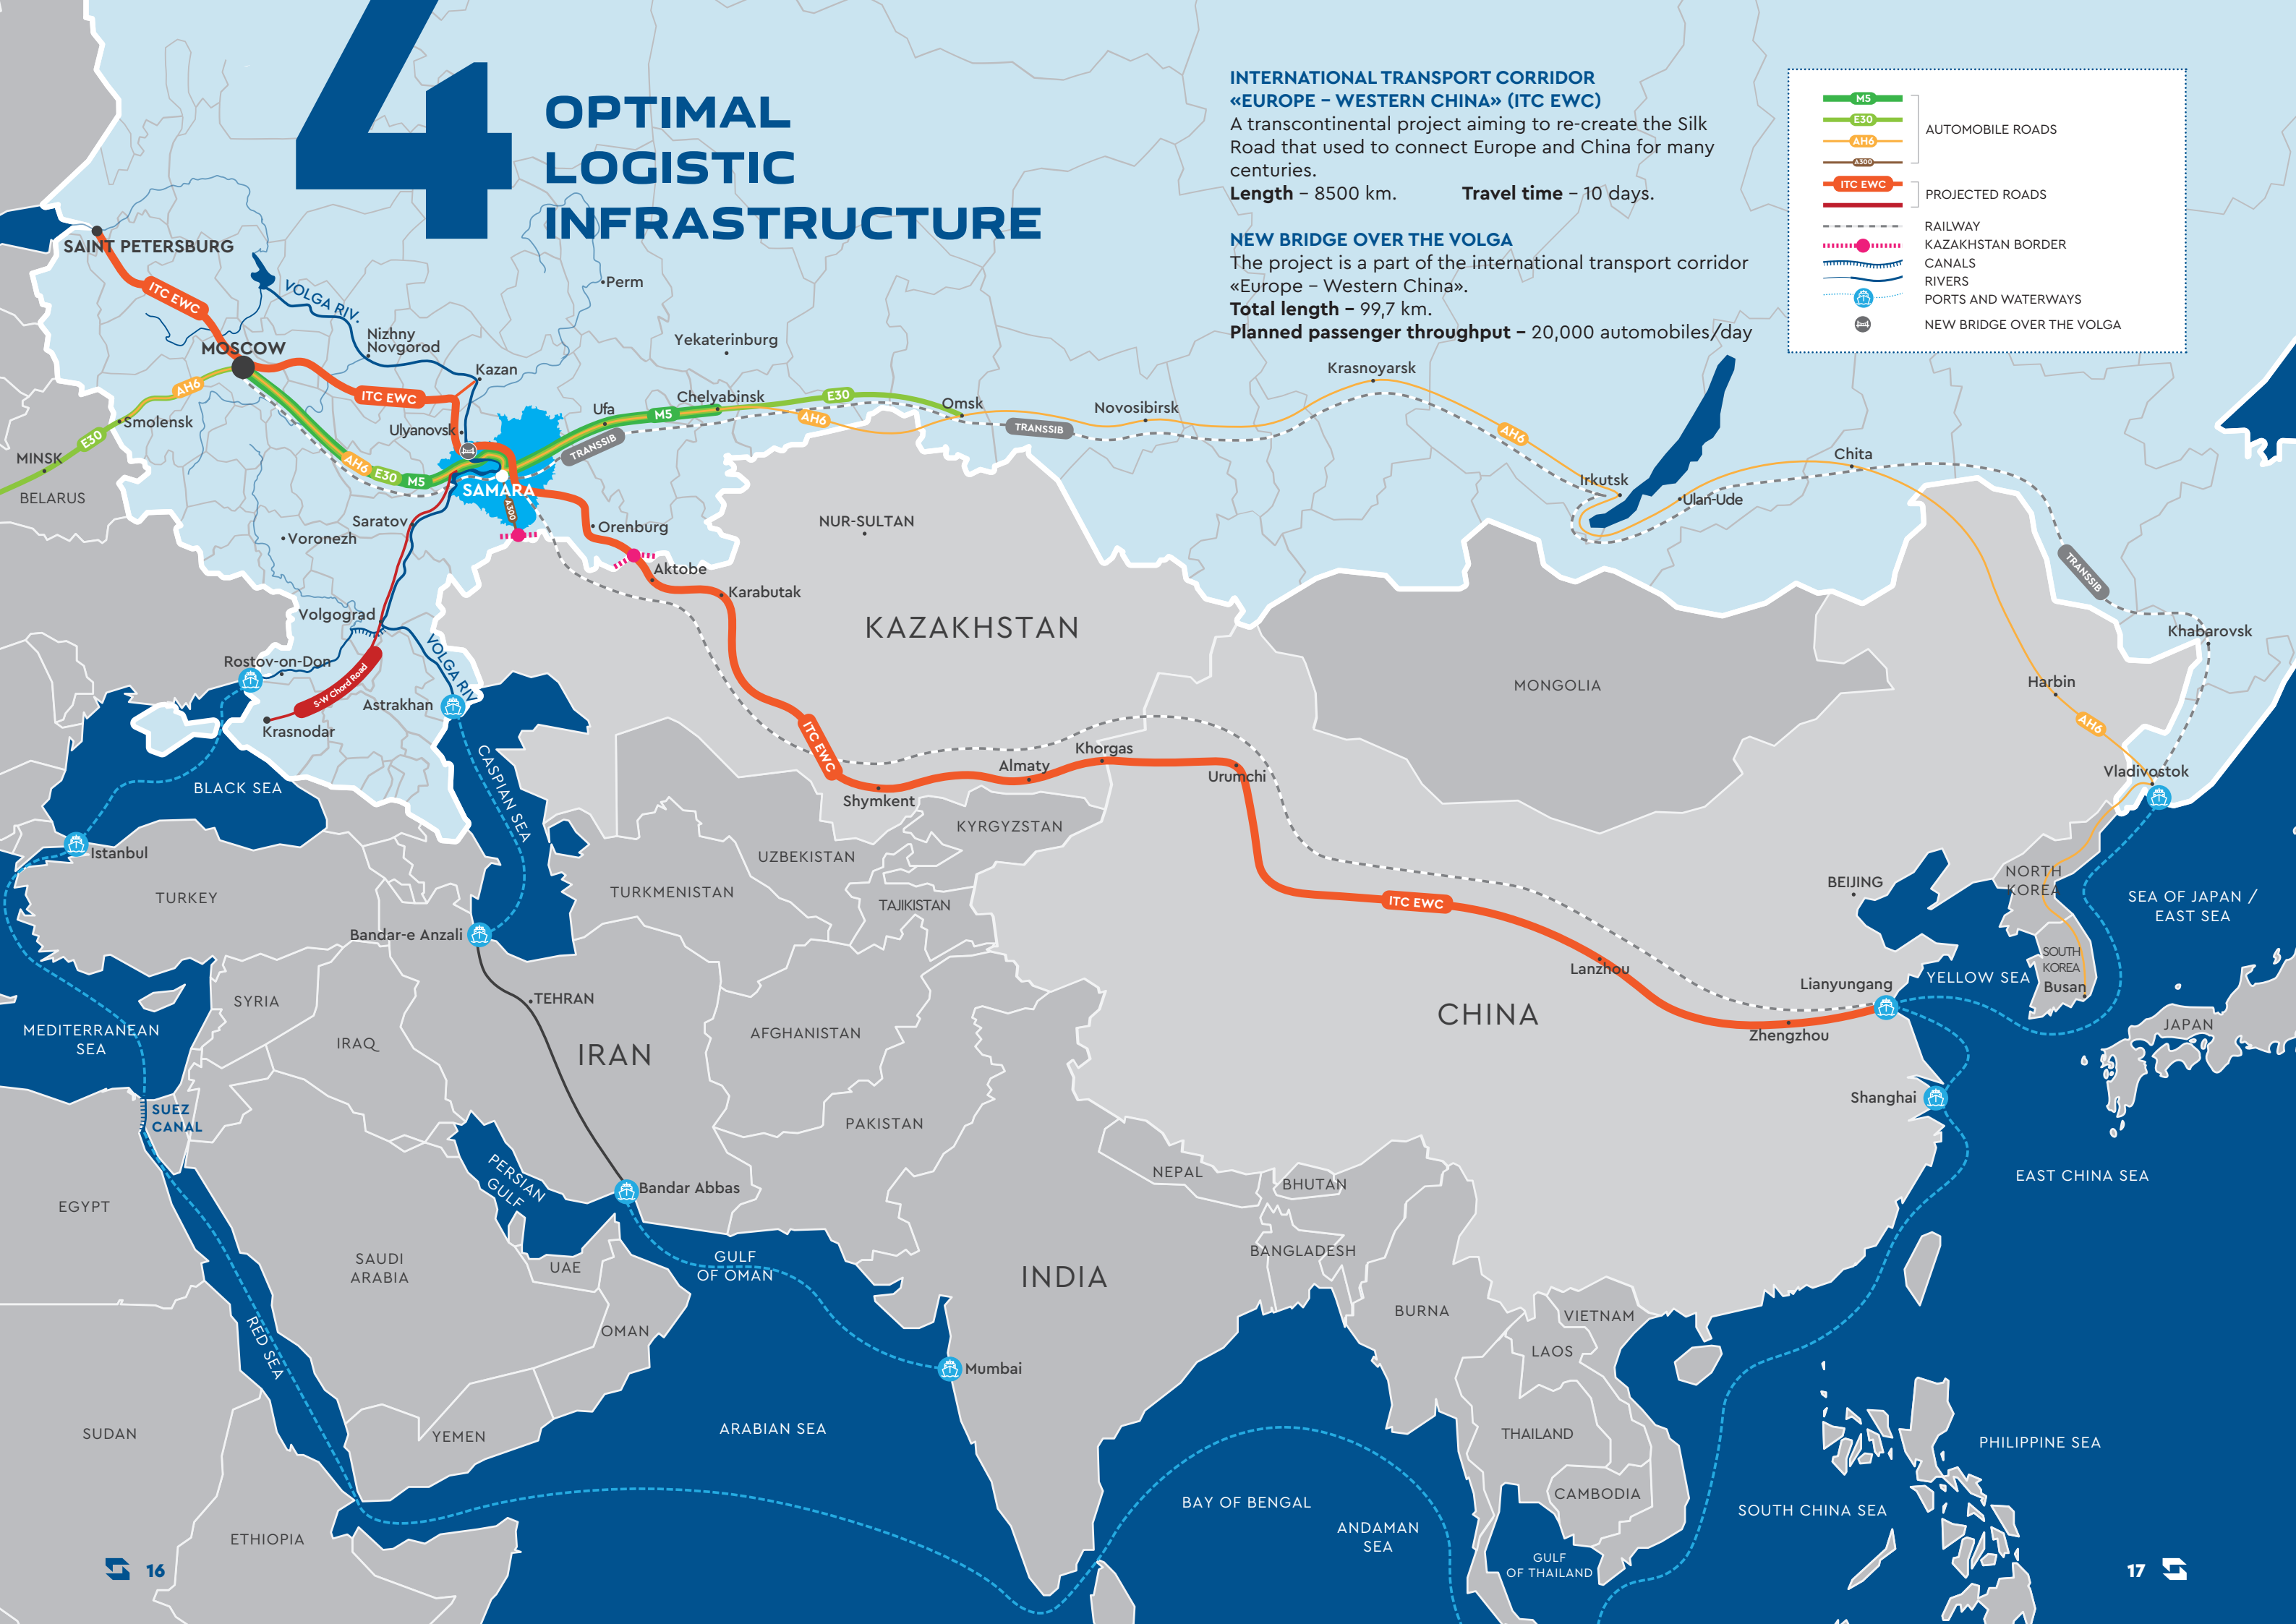 4
OPTIMAL
LOGISTIC
INFRASTRUCTURE
INTERNATIONAL TRANSPORT CORRIDOR
«EUROPE – WESTERN CHINA» (ITC EWC)
A transcontinental project aiming to re-create the Silk
Road that used to connect Europe and China for many
centuries.
Length – 8500 km. Travel time – 10 days.
NEW BRIDGE OVER THE VOLGA
The project is a part of the international transport corridor
«Europe – Western China».
Total length – 99,7 km.
Planned passenger throughput – 20,000 automobiles/day
M5
E30
AH6
A300
AUTOMOBILE ROADS
ITC EWC
PROJECTED ROADS
RAILWAY
KAZAKHSTAN BORDER
CANALS
RIVERS
PORTS AND WATERWAYS
NEW BRIDGE OVER THE VOLGA
SAINT PETERSBURG
ITC EWC
VOLGA RIV.
Perm
Nizhny
Novgorod
MOSCOW
Yekaterinburg
Kazan
AH6
ITC EWC
Smolensk
E30
MINSK
BELARUS
Ulyanovsk
Ufa
M5
Chelyabinsk
E30
AH6
Omsk
TRANSSIB
TRANSSIB
Novosibirsk
Krasnoyarsk
AH6
Irkutsk
Ulan-Ude
Chita
TRANSSIB
Khabarovsk
AH6
E30
M5
SAMARA
A300
Saratov
Voronezh
Orenburg
NUR-SULTAN
Aktobe
Karabutak
KAZAKHSTAN
Volgograd
VOLGA RIV.
Rostov-on-Don
S-W Chord Road
Astrakhan
Krasnodar
MONGOLIA
Harbin
AH6
Vladivostok
BLACK SEA
CASPIAN SEA
ITC EWC
Shymkent
Almaty
Khorgas
Urumchi
KYRGYZSTAN
UZBEKISTAN
Istanbul
TURKEY
TURKMENISTAN
TAJIKISTAN
ITC EWC
BEIJING
NORTH
KOREA
SEA OF JAPAN /
EAST SEA
Bandar-e Anzali
TEHRAN
SYRIA
MEDITERRANEAN
SEA
IRAQ
IRAN
AFGHANISTAN
CHINA
Lanzhou
Lianyungang
Zhengzhou
YELLOW SEA
SOUTH
KOREA
Busan
JAPAN
SUEZ
CANAL
PAKISTAN
Shanghai
EAST CHINA SEA
PERSIAN
GULF
Bandar Abbas
NEPAL
BHUTAN
EGYPT
SAUDI
ARABIA
UAE
GULF
OF OMAN
INDIA
BANGLADESH
BURNA
VIETNAM
LAOS
OMAN
RED SEA
Mumbai
SUDAN
YEMEN
ARABIAN SEA
THAILAND
PHILIPPINE SEA
BAY OF BENGAL
CAMBODIA
SOUTH CHINA SEA
ANDAMAN
SEA
GULF
OF THAILAND
ETHIOPIA
16
17